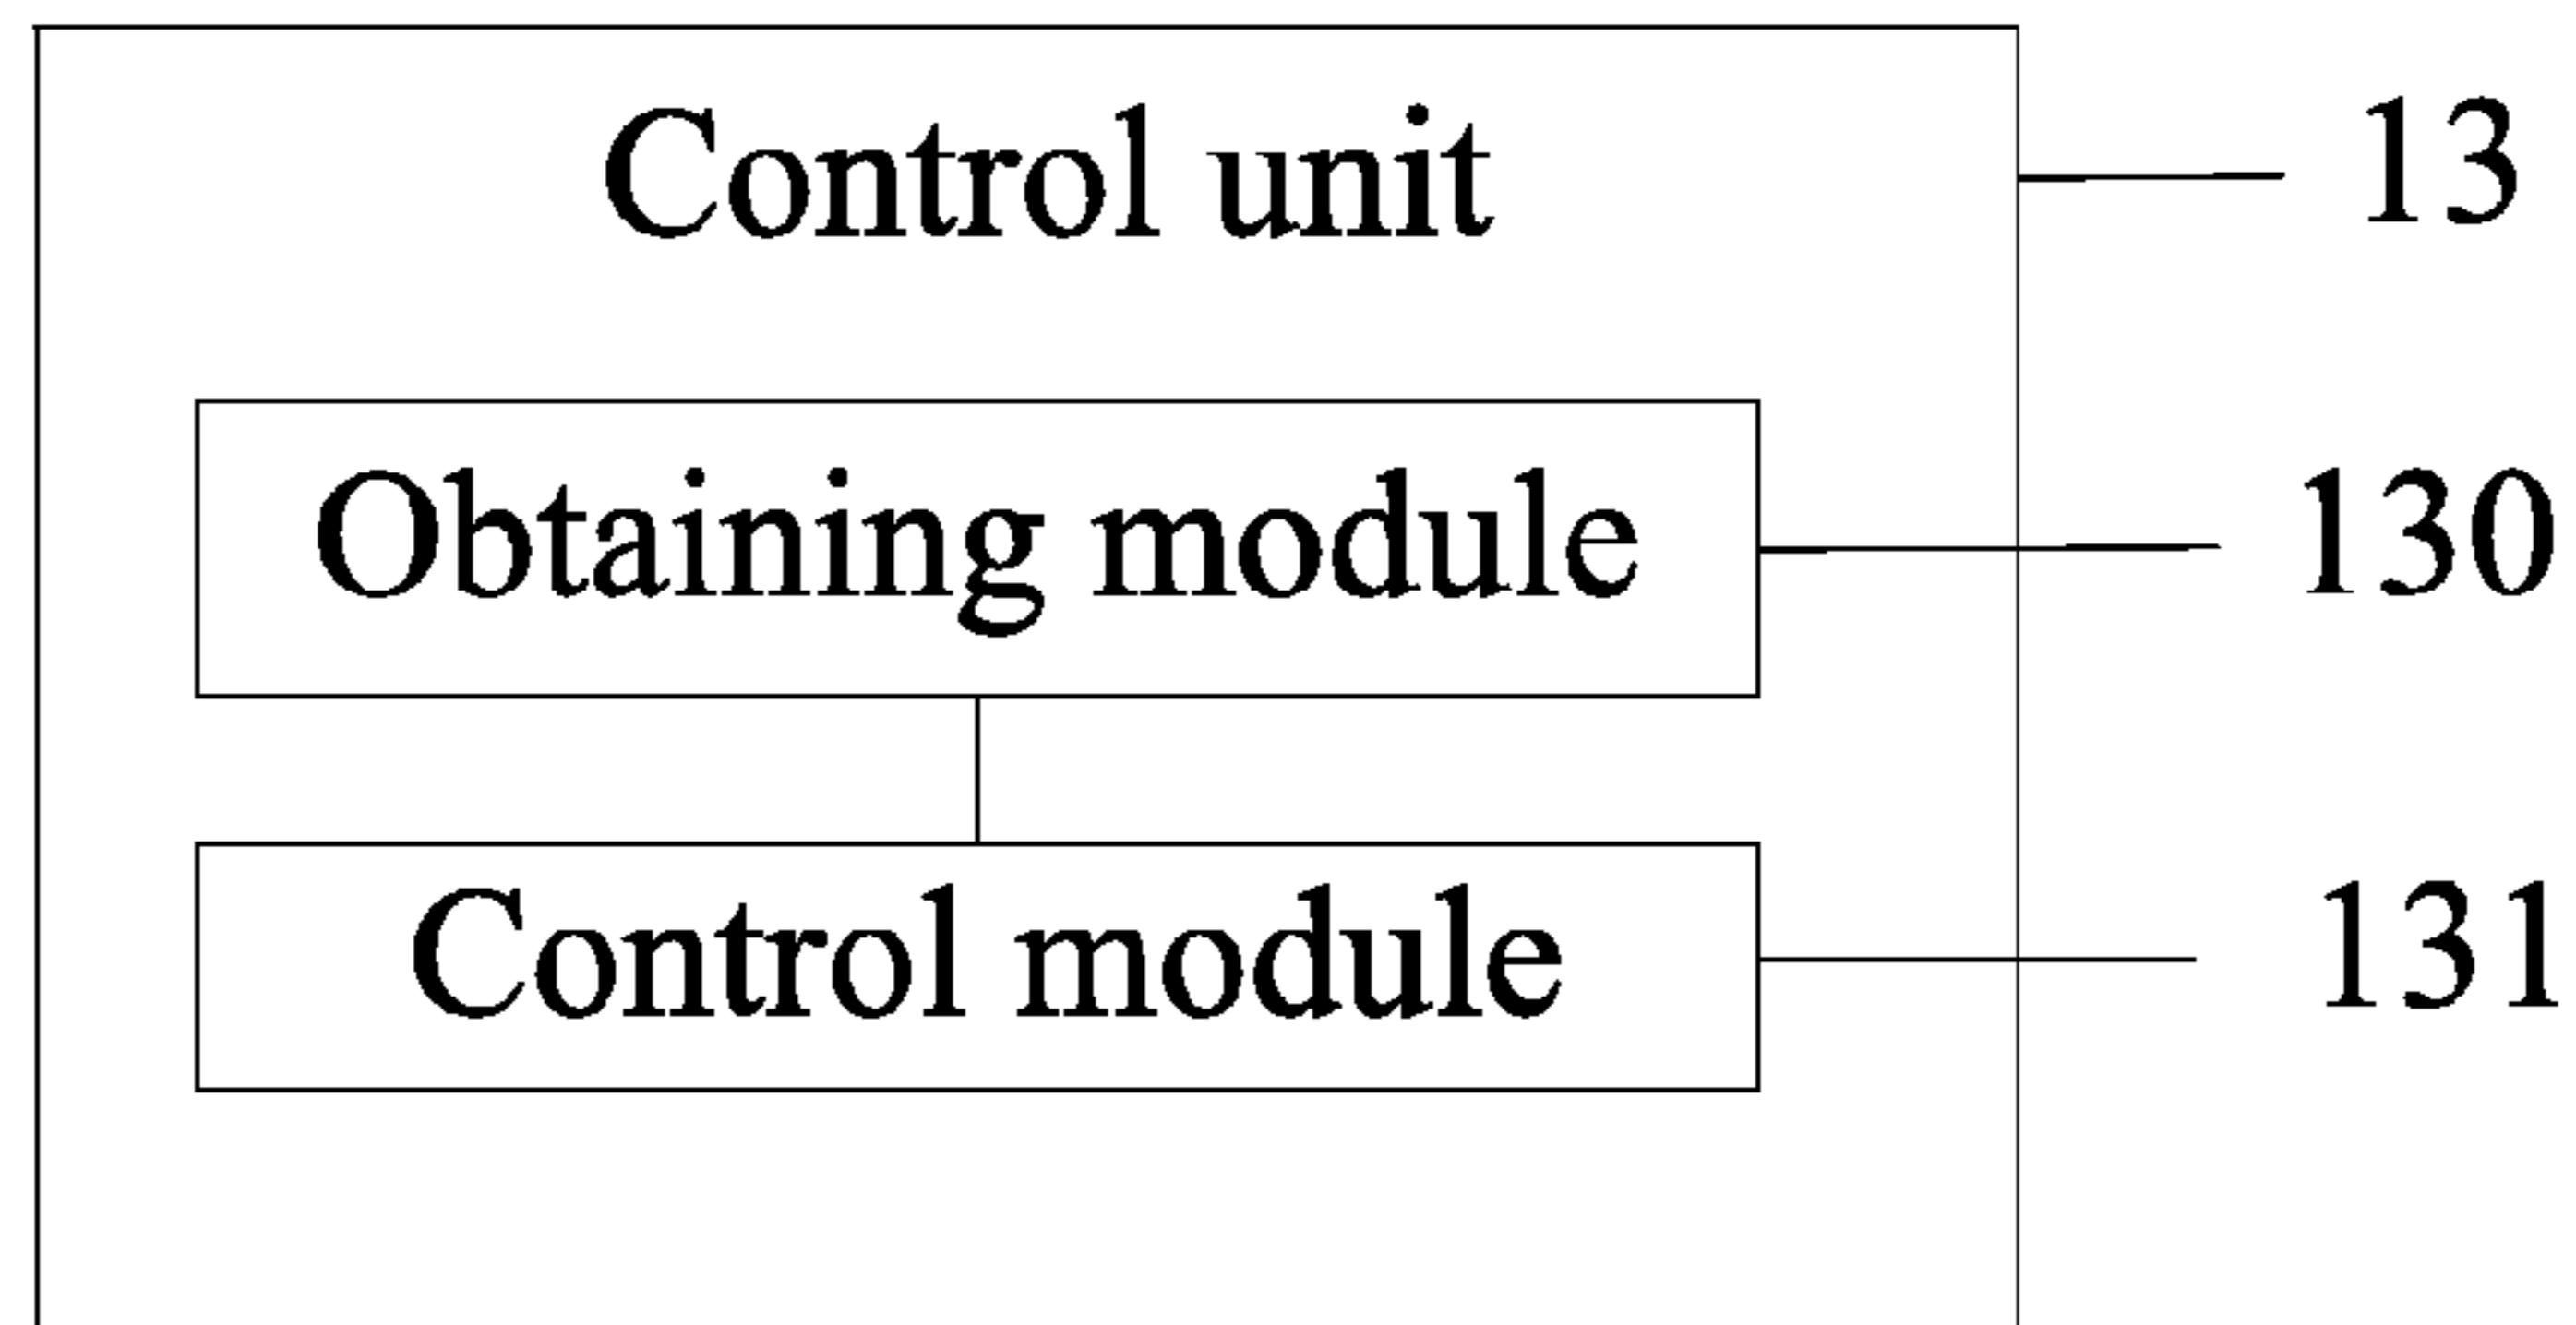 Control unit 13
Obtaining module 130
Control module 131